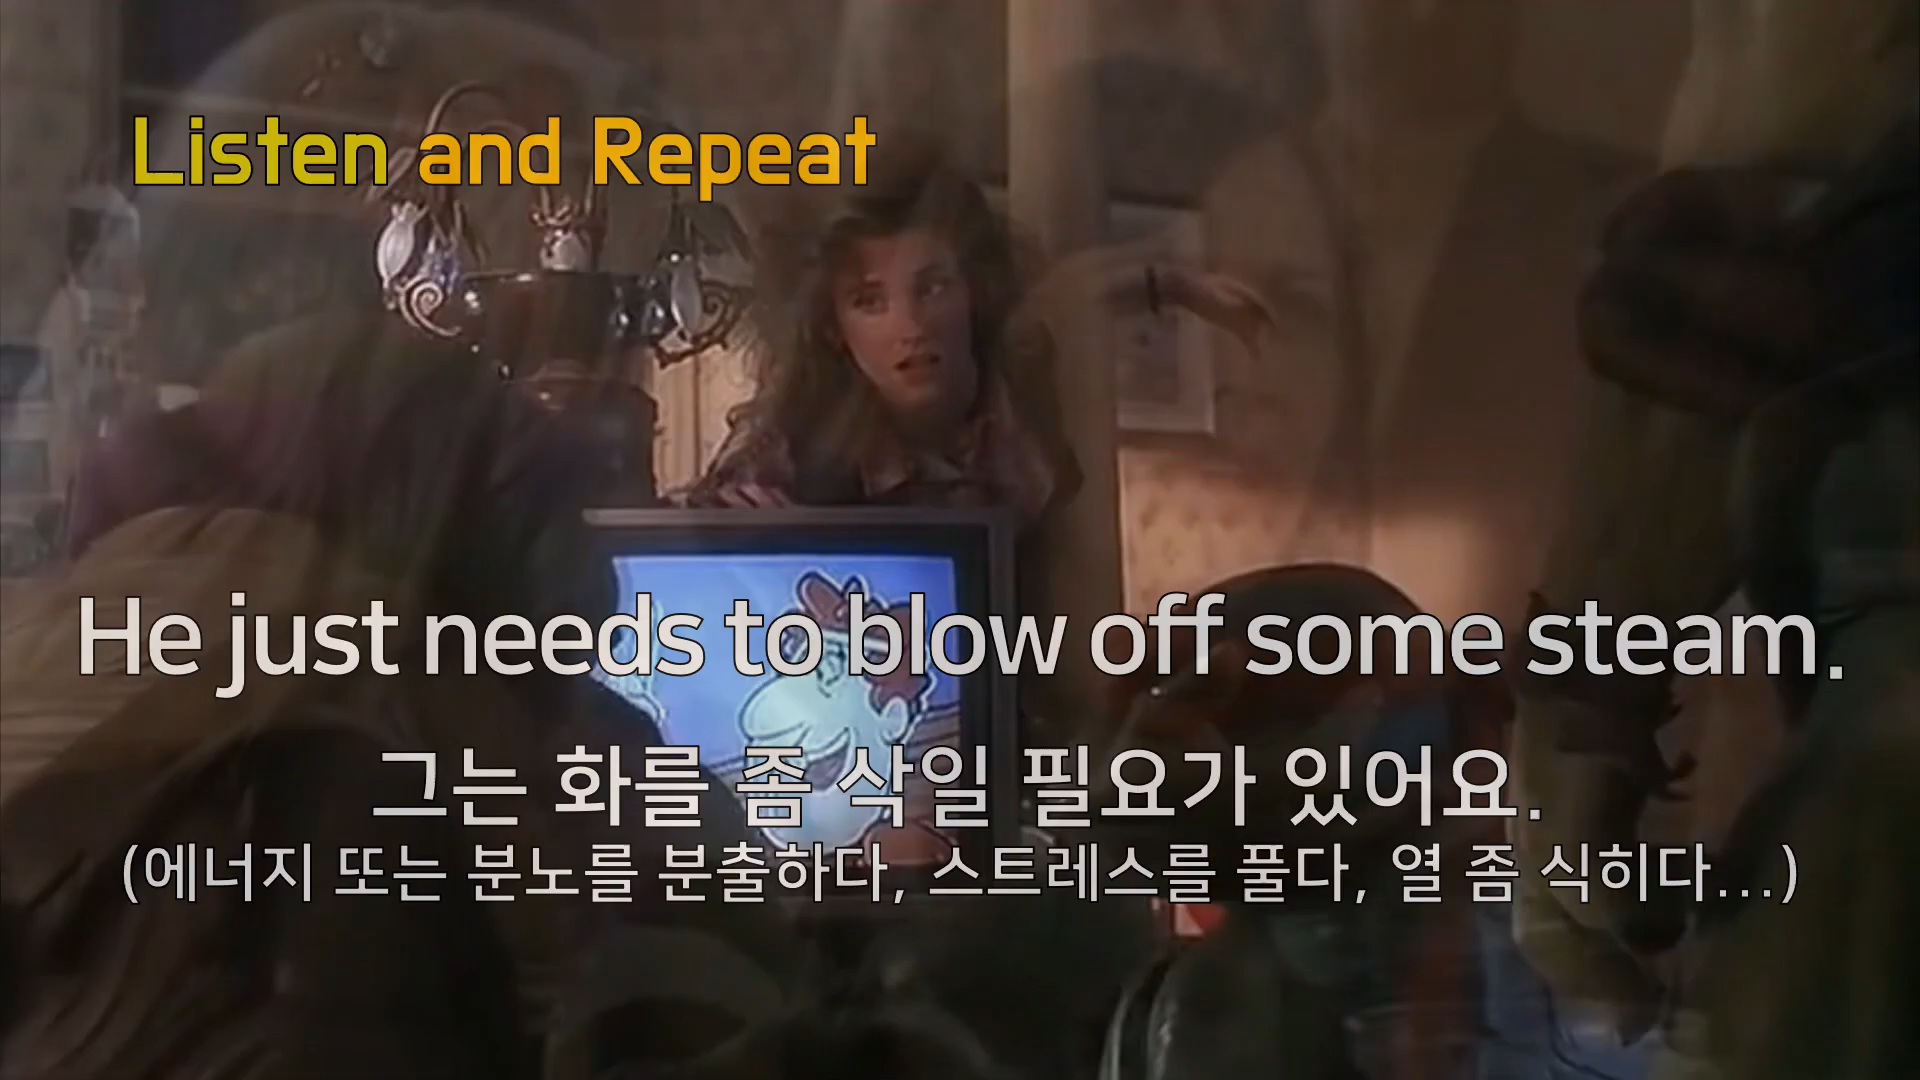 Listen and Repeat
He just needs to blow off some steam.
그는 화를 좀 삭일 필요가 있어요.
(에너지 또는 분노를 분출하다, 스트레스를 풀다, 열 좀 식히다...)